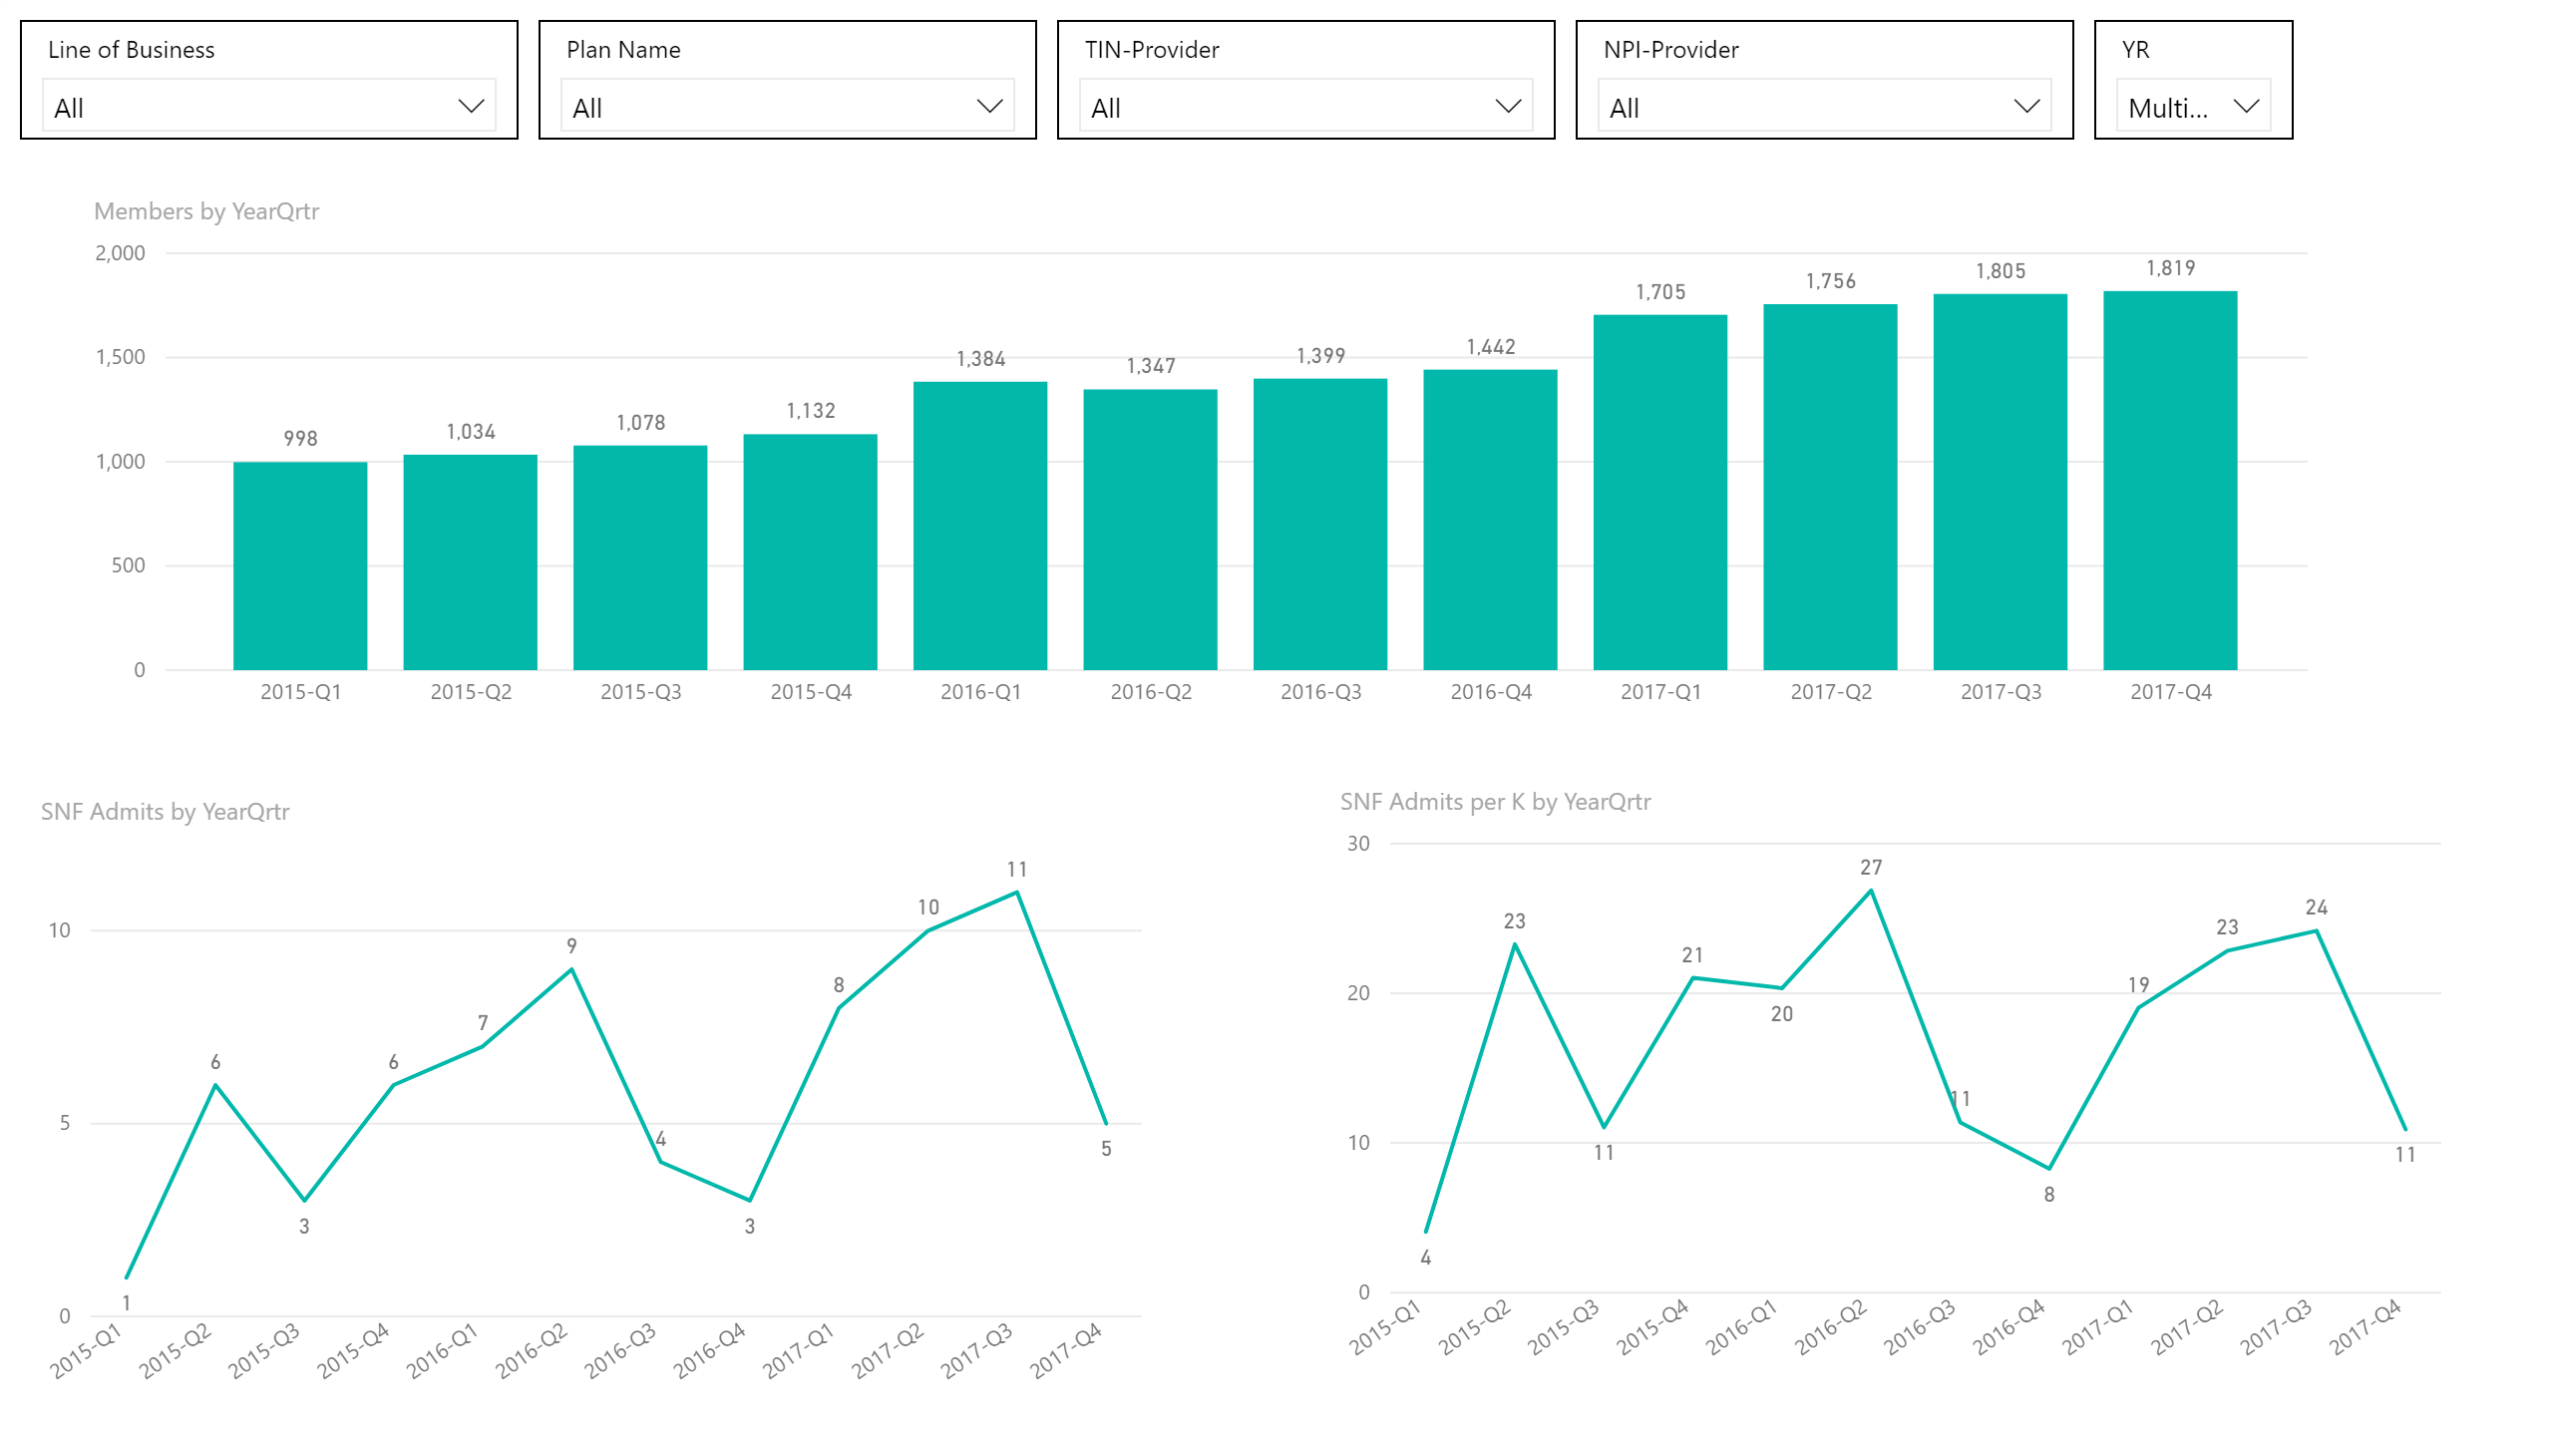 Line of Business
All
Plan Name
All
TIN-Provider
All
NPI-Provider
All
YR
Multi...
Members by YearQrtr
2,000
1,500
1,000
500
0
998
1,034
1,078
1,132
1,384
1,347
1,399
1,442
1,705
1,756
1,805
1,819
2015-Q1
2015-Q2
2015-Q3
2015-Q4
2016-Q1
2016-Q2
2016-Q3
2016-Q4
2017-Q1
2017-Q2
2017-Q3
2017-Q4
SNF Admits by YearQrtr
10
5
0
1
6
3
6
7
9
4
3
8
10
11
5
2015-Q1
2015-Q2
2015-Q3
2015-Q4
2016-Q1
2016-Q2
2016-Q3
2016-Q4
2017-Q1
2017-Q2
2017-Q3
2017-Q4
SNF Admits per K by YearQrtr
30
20
10
0
4
23
11
21
20
27
11
8
19
23
24
11
2015-Q1
2015-Q2
2015-Q3
2015-Q4
2016-Q1
2016-Q2
2016-Q3
2016-Q4
2017-Q1
2017-Q2
2017-Q3
2017-Q4